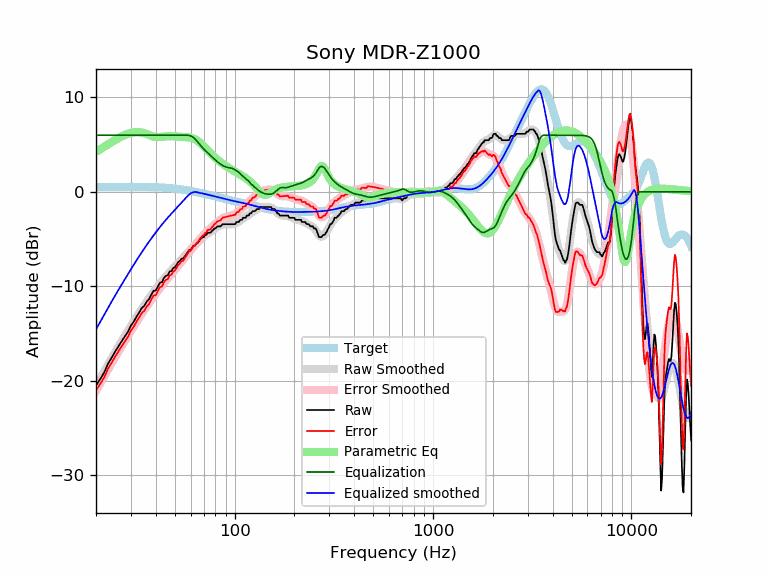 Sony MDR-Z1000
10
0
−10
−20
−30
Amplitude (dBr)
Target
Raw Smoothed
Error Smoothed
Raw
Error
Parametric Eq
Equalization
Equalized smoothed
100
1000
10000
Frequency (Hz)